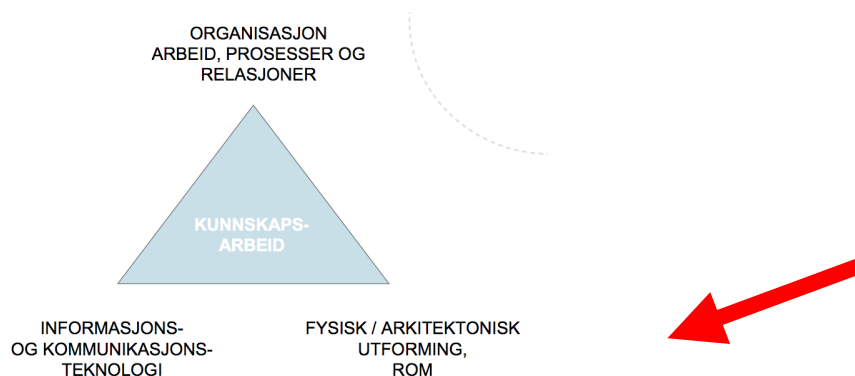 ORGANISASJON
ARBEID, PROSESSER OG
RELASJONER
KUNNSKAPS-
ARBEID
INFORMASJONS-
OG KOMMUNIKASJONS-
TEKNOLOGI
FYSISK / ARKITEKTONISK
UTFORMING,
ROM